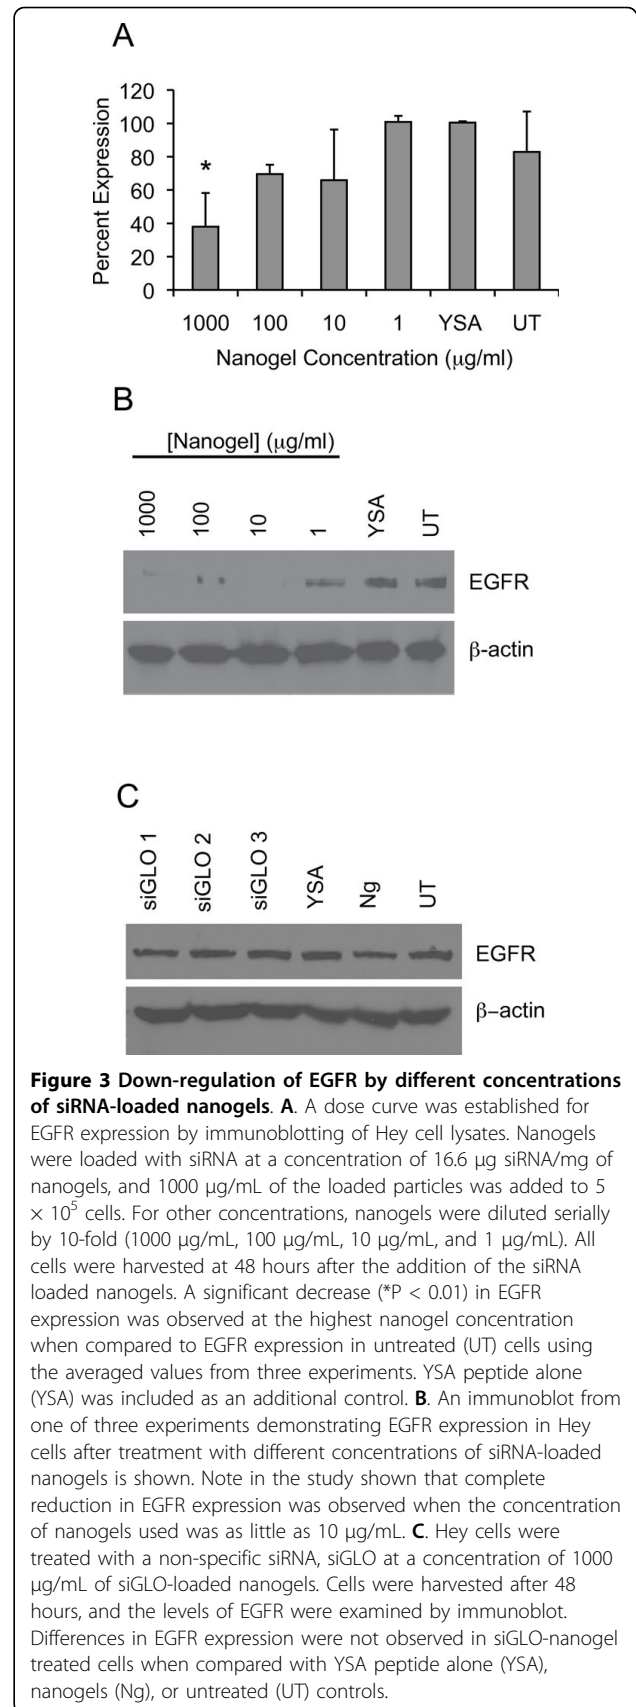 A
120
100
80
60
40
20
0
Percent Expression
*
1000 100 10 1 YSA UT
Nanogel Concentration (µg/ml)
B
[Nanogel] (µg/ml)
1000 100 10 1 YSA UT
EGFR
β-actin
C
siGLO 1 siGLO 2 siGLO 3 YSA Ng UT
EGFR
β–actin
Figure 3 Down-regulation of EGFR by different concentrations
of siRNA-loaded nanogels. A. A dose curve was established for
EGFR expression by immunoblotting of Hey cell lysates. Nanogels
were loaded with siRNA at a concentration of 16.6 µg siRNA/mg of
nanogels, and 1000 µg/mL of the loaded particles was added to 5
× 10⁵ cells. For other concentrations, nanogels were diluted serially
by 10-fold (1000 µg/mL, 100 µg/mL, 10 µg/mL, and 1 µg/mL). All
cells were harvested at 48 hours after the addition of the siRNA
loaded nanogels. A significant decrease (*P < 0.01) in EGFR
expression was observed at the highest nanogel concentration
when compared to EGFR expression in untreated (UT) cells using
the averaged values from three experiments. YSA peptide alone
(YSA) was included as an additional control. B. An immunoblot from
one of three experiments demonstrating EGFR expression in Hey
cells after treatment with different concentrations of siRNA-loaded
nanogels is shown. Note in the study shown that complete
reduction in EGFR expression was observed when the concentration
of nanogels used was as little as 10 µg/mL. C. Hey cells were
treated with a non-specific siRNA, siGLO at a concentration of 1000
µg/mL of siGLO-loaded nanogels. Cells were harvested after 48
hours, and the levels of EGFR were examined by immunoblot.
Differences in EGFR expression were not observed in siGLO-nanogel
treated cells when compared with YSA peptide alone (YSA),
nanogels (Ng), or untreated (UT) controls.